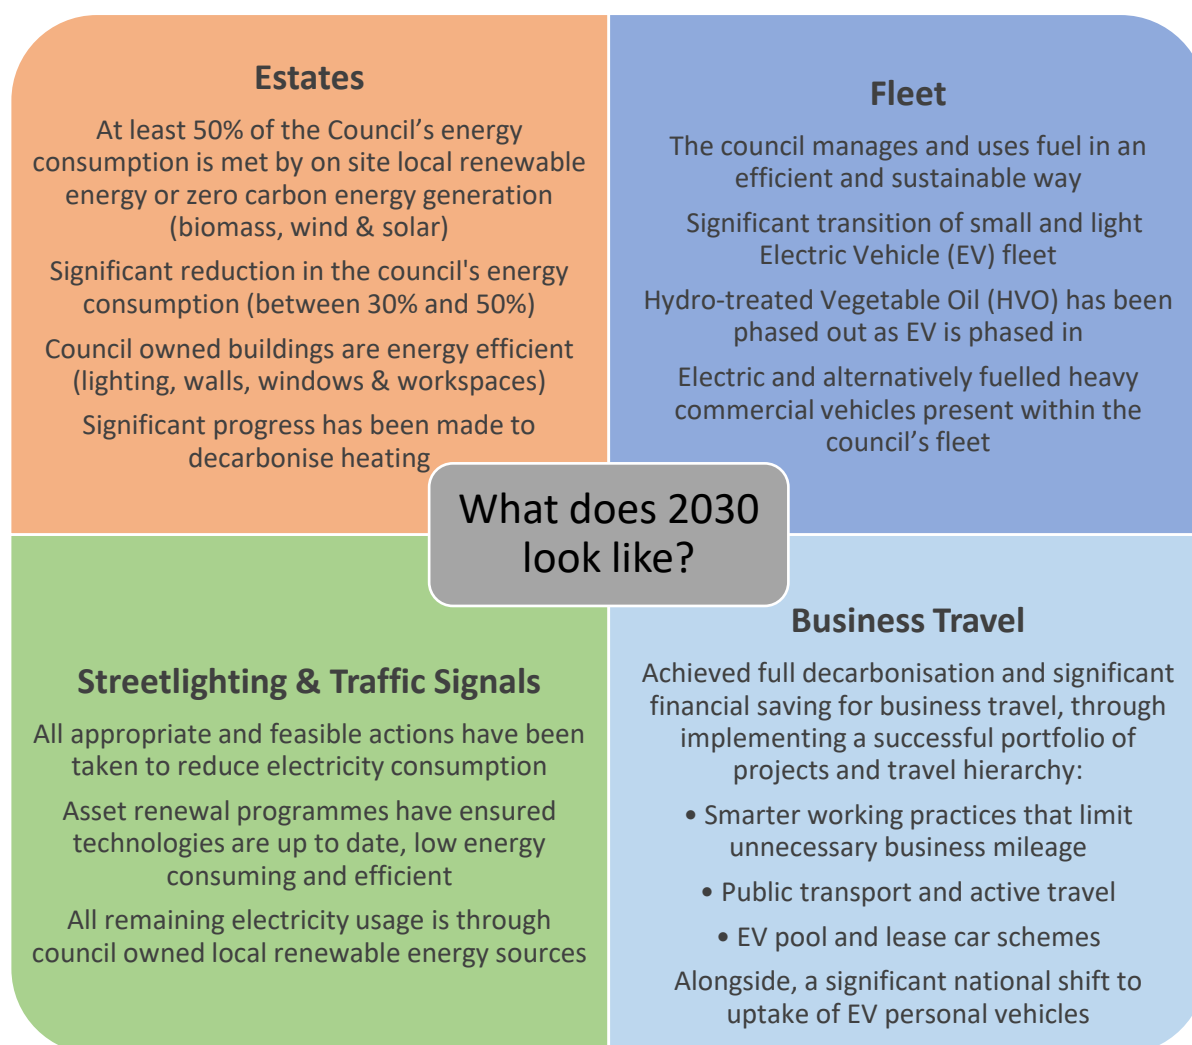 Estates
At least 50% of the Council’s energy
consumption is met by on site local renewable
energy or zero carbon energy generation
(biomass, wind & solar)
Significant reduction in the council's energy
consumption (between 30% and 50%)
Council owned buildings are energy efficient
(lighting, walls, windows & workspaces)
Significant progress has been made to
decarbonise heating
Fleet
The council manages and uses fuel in an
efficient and sustainable way
Significant transition of small and light
Electric Vehicle (EV) fleet
Hydro-treated Vegetable Oil (HVO) has been
phased out as EV is phased in
Electric and alternatively fuelled heavy
commercial vehicles present within the
council’s fleet
What does 2030
look like?
Streetlighting & Traffic Signals
All appropriate and feasible actions have been
taken to reduce electricity consumption
Asset renewal programmes have ensured
technologies are up to date, low energy
consuming and efficient
All remaining electricity usage is through
council owned local renewable energy sources
Business Travel
Achieved full decarbonisation and significant
financial saving for business travel, through
implementing a successful portfolio of
projects and travel hierarchy:
• Smarter working practices that limit
unnecessary business mileage
• Public transport and active travel
• EV pool and lease car schemes
Alongside, a significant national shift to
uptake of EV personal vehicles